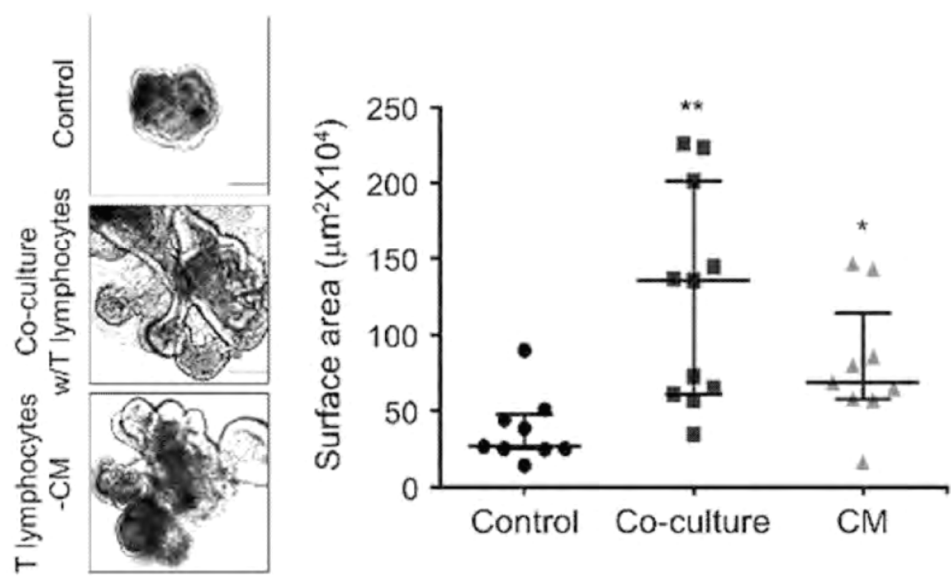 Control
Co-culture
w/T lymphocytes
T lymphocytes
-CM
Surface area (μm²X10⁴)
250
200
150
100
50
0
**
*
Control
Co-culture
CM